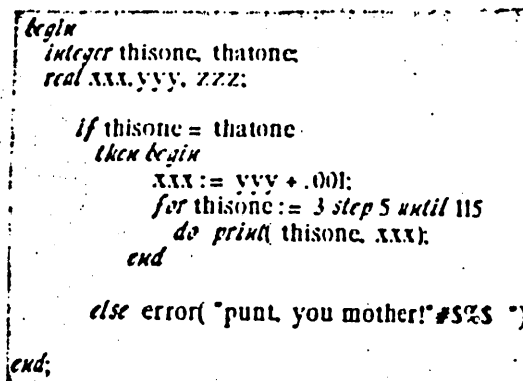 begin
integer thisone, thatone;
real xxx, yyy, zzz;
if thisone = thatone
then begin
xxx := yyy + .001;
for thisone := 3 step 5 until 115
do print( thisone, xxx);
end
else error( "punt, you mother!"#$%$ ")
end;